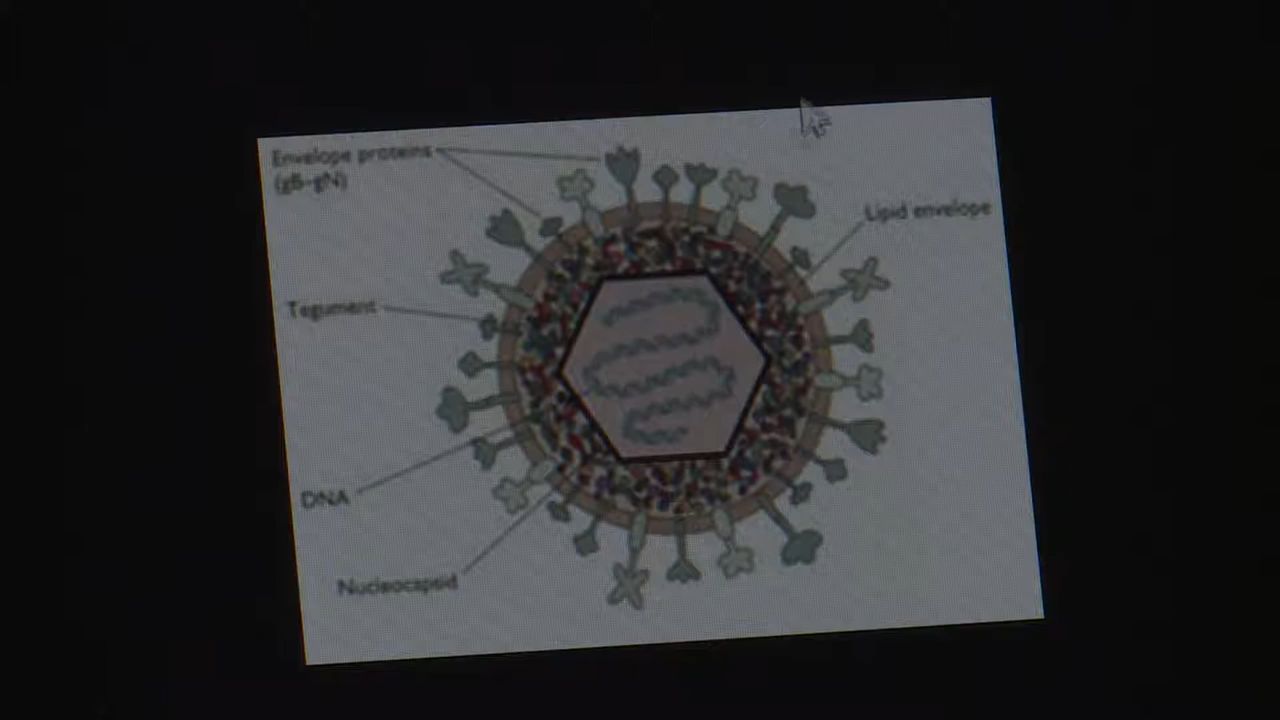 Envelope proteins
(gB–gN)
Lipid envelope
Tegument
DNA
Nucleocapsid